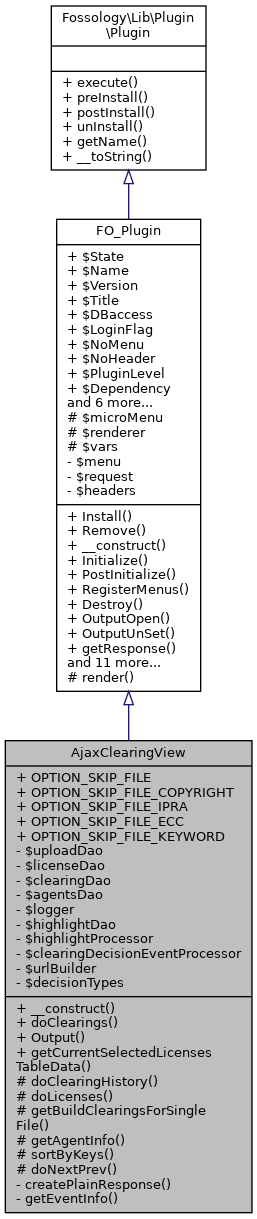 Fossology\Lib\Plugin
\Plugin
+ execute()
+ preInstall()
+ postInstall()
+ unInstall()
+ getName()
+ __toString()
FO_Plugin
+ $State
+ $Name
+ $Version
+ $Title
+ $DBaccess
+ $LoginFlag
+ $NoMenu
+ $NoHeader
+ $PluginLevel
+ $Dependency
and 6 more...
# $microMenu
# $renderer
# $vars
- $menu
- $request
- $headers
+ Install()
+ Remove()
+ __construct()
+ Initialize()
+ PostInitialize()
+ RegisterMenus()
+ Destroy()
+ OutputOpen()
+ OutputUnSet()
+ getResponse()
and 11 more...
# render()
AjaxClearingView
+ OPTION_SKIP_FILE
+ OPTION_SKIP_FILE_COPYRIGHT
+ OPTION_SKIP_FILE_IPRA
+ OPTION_SKIP_FILE_ECC
+ OPTION_SKIP_FILE_KEYWORD
- $uploadDao
- $licenseDao
- $clearingDao
- $agentsDao
- $logger
- $highlightDao
- $highlightProcessor
- $clearingDecisionEventProcessor
- $urlBuilder
- $decisionTypes
+ __construct()
+ doClearings()
+ Output()
+ getCurrentSelectedLicenses
TableData()
# doClearingHistory()
# doLicenses()
# getBuildClearingsForSingle
File()
# getAgentInfo()
# sortByKeys()
# doNextPrev()
- createPlainResponse()
- getEventInfo()